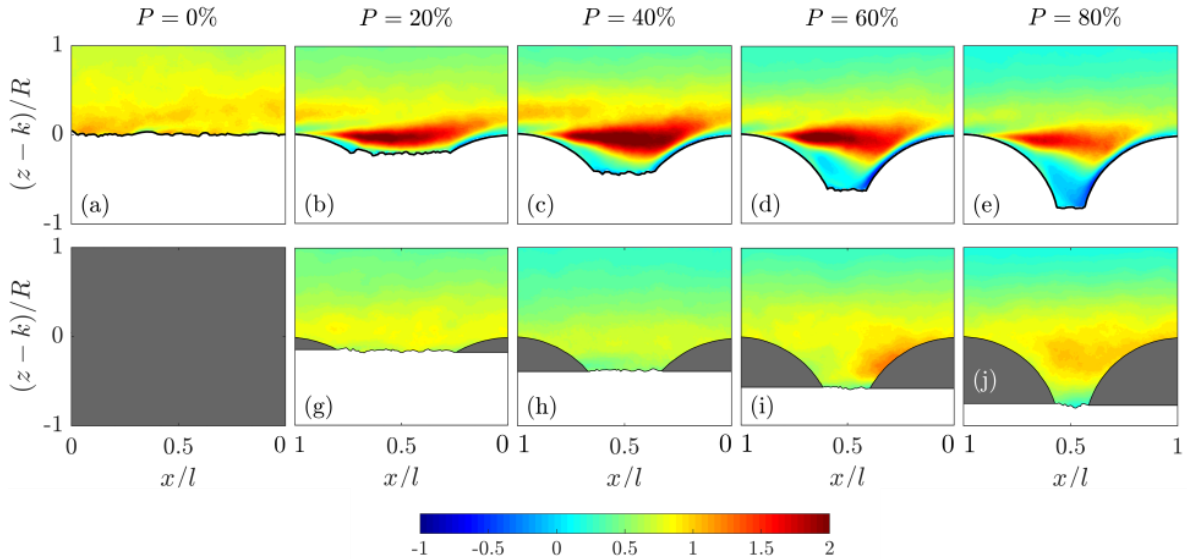 P = 0% P = 20% P = 40% P = 60% P = 80%
1
0
-1
(z − k)/R
(a) (b) (c) (d) (e)
1
0
-1
(z − k)/R
(g) (h) (i) (j)
0 0.5 0 1 0.5 0 1 0.5 0 1 0.5 0 1 0.5 1
x/l x/l x/l x/l x/l
-1 -0.5 0 0.5 1 1.5 2